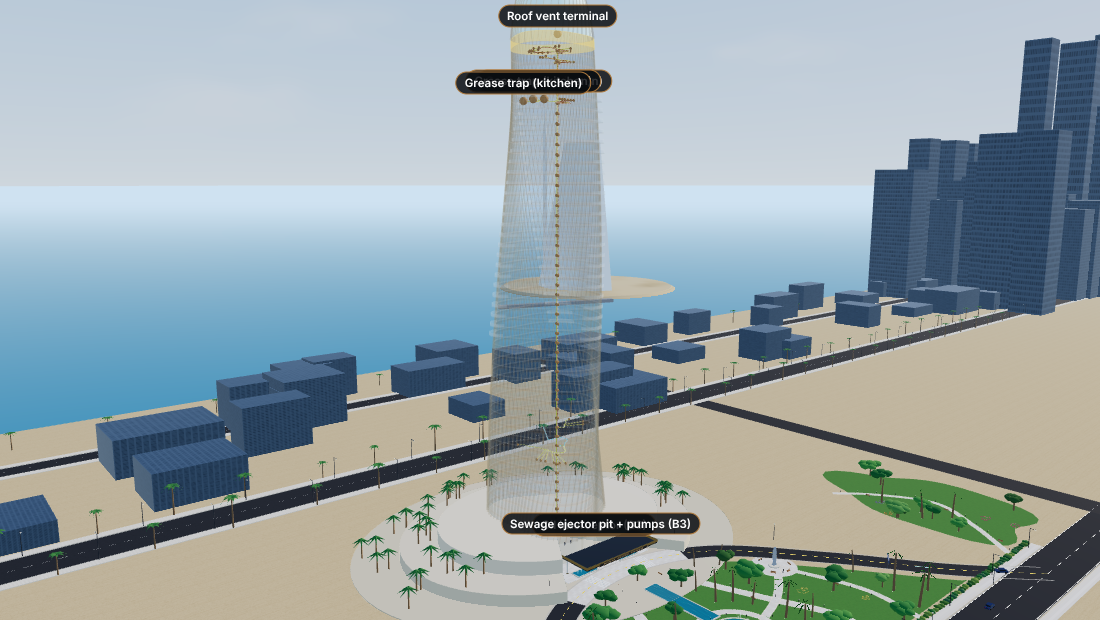 Roof vent terminal
Grease trap (kitchen)
Sewage ejector pit + pumps (B3)